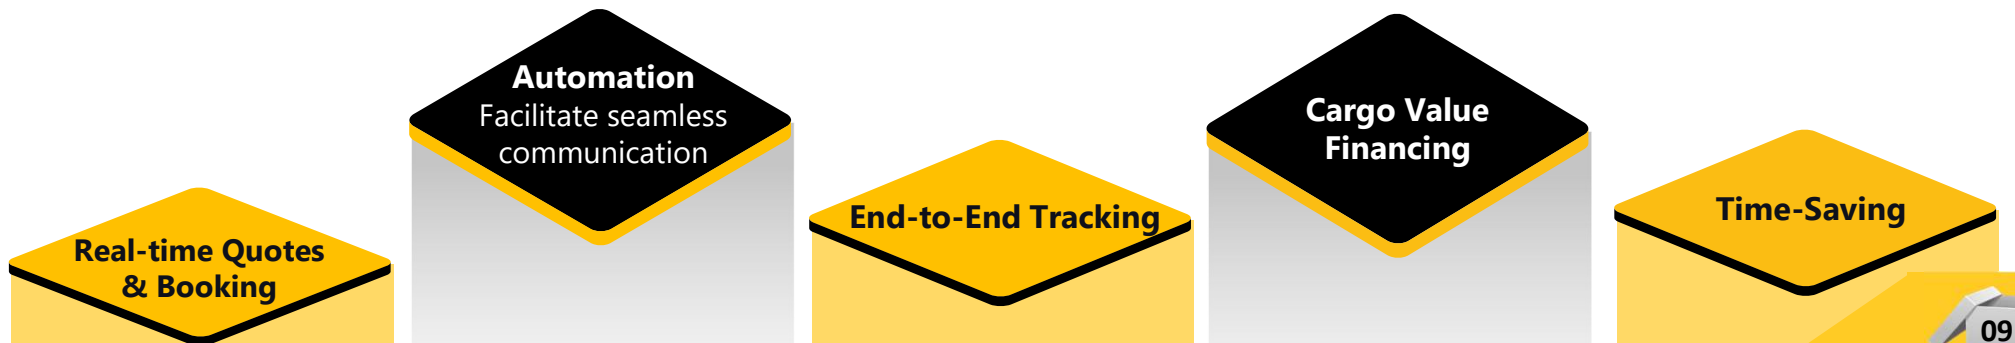 Real-time Quotes
& Booking
Automation
Facilitate seamless
communication
End-to-End Tracking
Cargo Value
Financing
Time-Saving
09